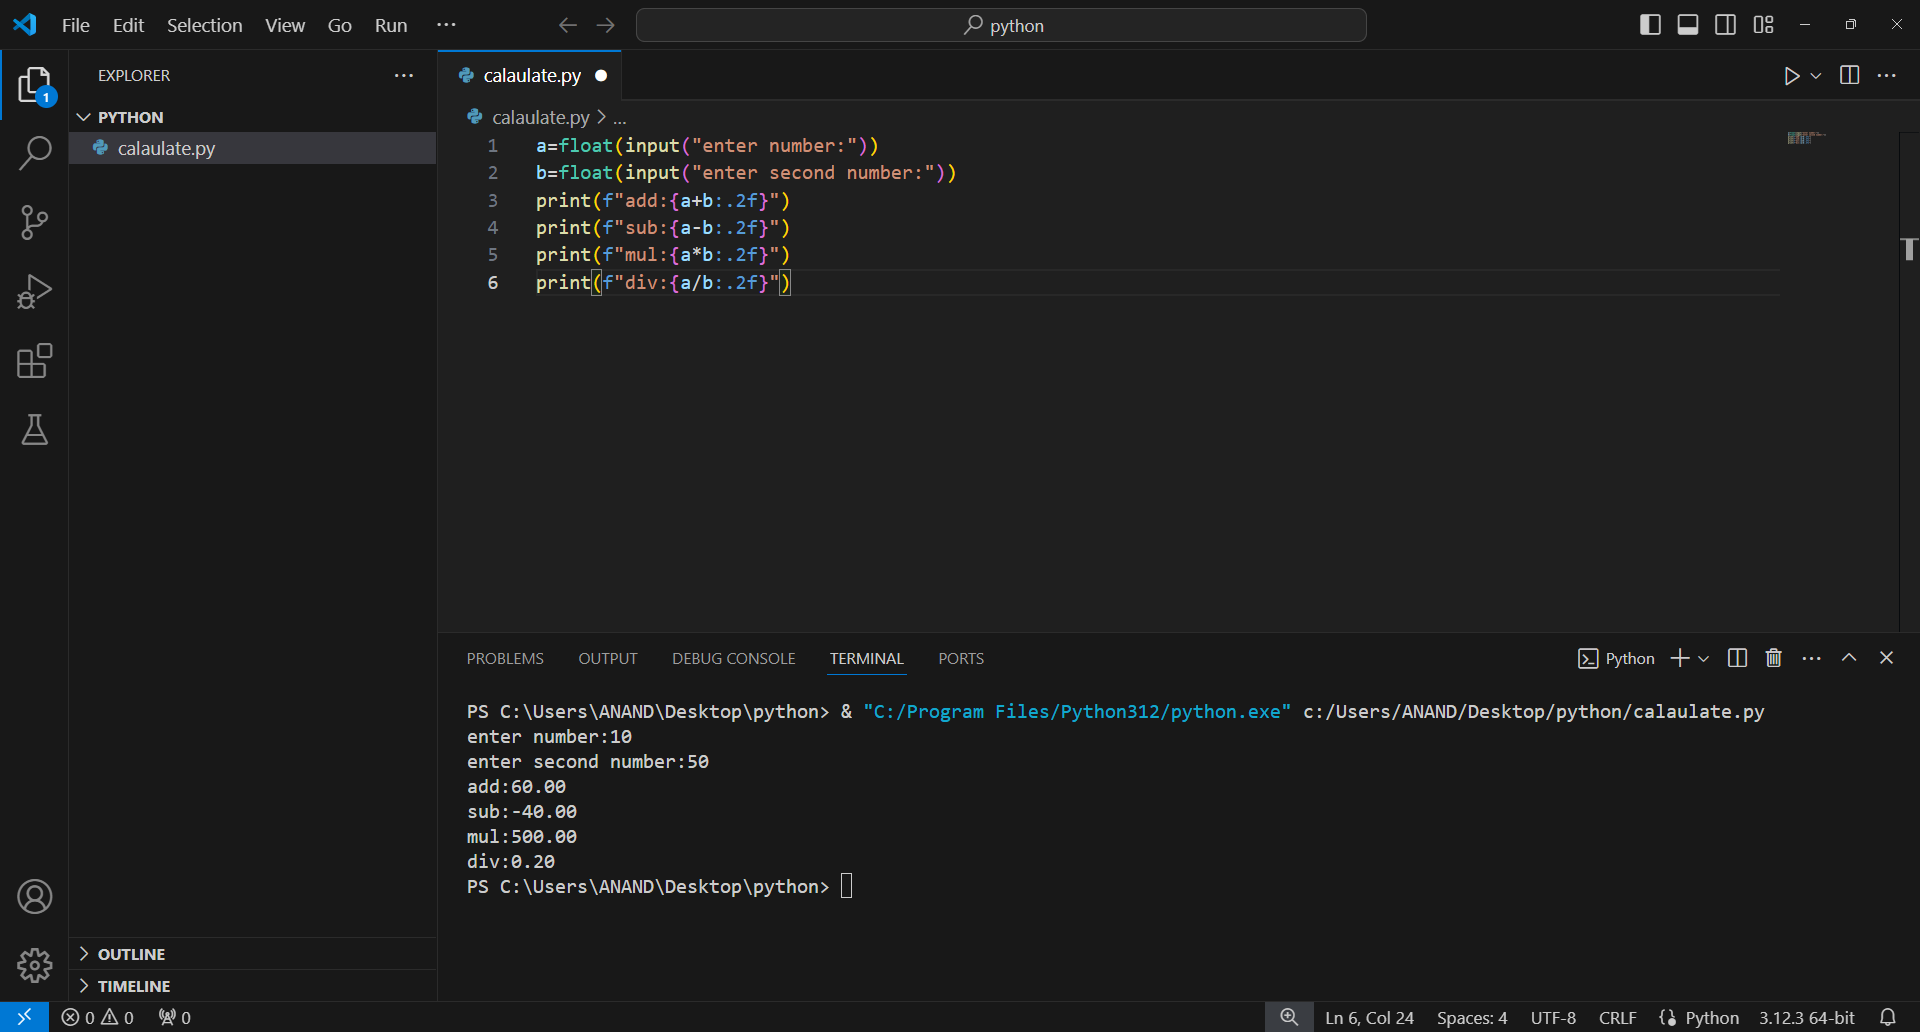 File Edit Selection View Go Run ···
python
EXPLORER ···
PYTHON
calaulate.py
1
OUTLINE
TIMELINE
calaulate.py
calaulate.py > ...
1 a=float(input("enter number:"))
2 b=float(input("enter second number:"))
3 print(f"add:{a+b:.2f}")
4 print(f"sub:{a-b:.2f}")
5 print(f"mul:{a*b:.2f}")
6 print(f"div:{a/b:.2f}")
PROBLEMS OUTPUT DEBUG CONSOLE TERMINAL PORTS
Python
PS C:\Users\ANAND\Desktop\python> & "C:/Program Files/Python312/python.exe" c:/Users/ANAND/Desktop/python/calaulate.py
enter number:10
enter second number:50
add:60.00
sub:-40.00
mul:500.00
div:0.20
PS C:\Users\ANAND\Desktop\python>
0 0 0 Ln 6, Col 24 Spaces: 4 UTF-8 CRLF {} Python 3.12.3 64-bit